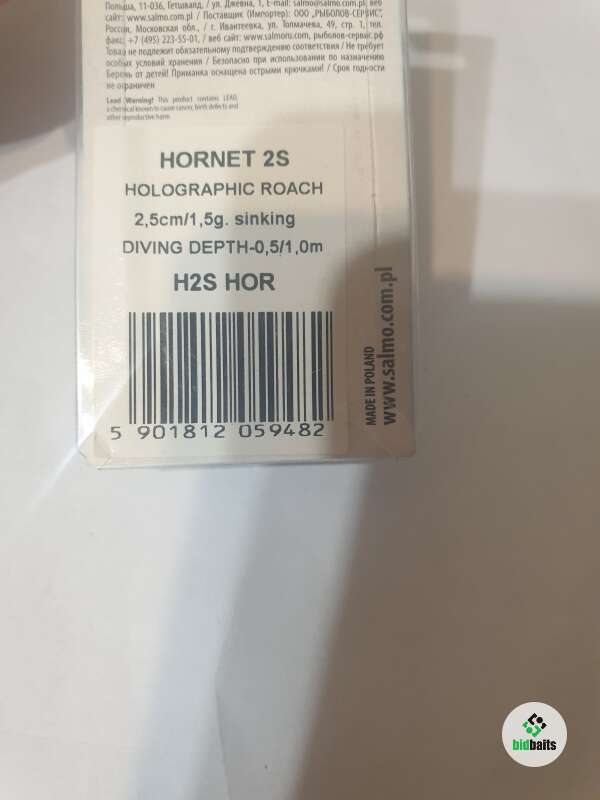 Польша, 11-036, Гетшвалд, / ул. Джевна, 1, E-mail: salmo@salmo.com.pl, веб
сайт: www.salmo.com.pl / Поставщик (Импортер): ООО „РЫБОЛОВ-СЕРВИС”,
Россия, Московская обл., / г. Ивантеевка, ул. Толмачева, 49, стр. 1, тел.
факс: +7 (495) 223-55-01, / веб сайт: www.salmoru.com, рыболов-сервис.рф
Товар не подлежит обязательному подтверждению соответствия / Не требует
особых условий хранения / Безопасно при использовании по назначению
Беречь от детей! Приманка оснащена острыми крючками! / Срок годности
не ограничен
Lead Warning! This product contains LEAD,
a chemical known to cause cancer, birth defects and
other reproductive harm
HORNET 2S
HOLOGRAPHIC ROACH
2,5cm/1,5g. sinking
DIVING DEPTH-0,5/1,0m
H2S HOR
5 901812 059482
MADE IN POLAND
www.salmo.com.pl
bidbaits